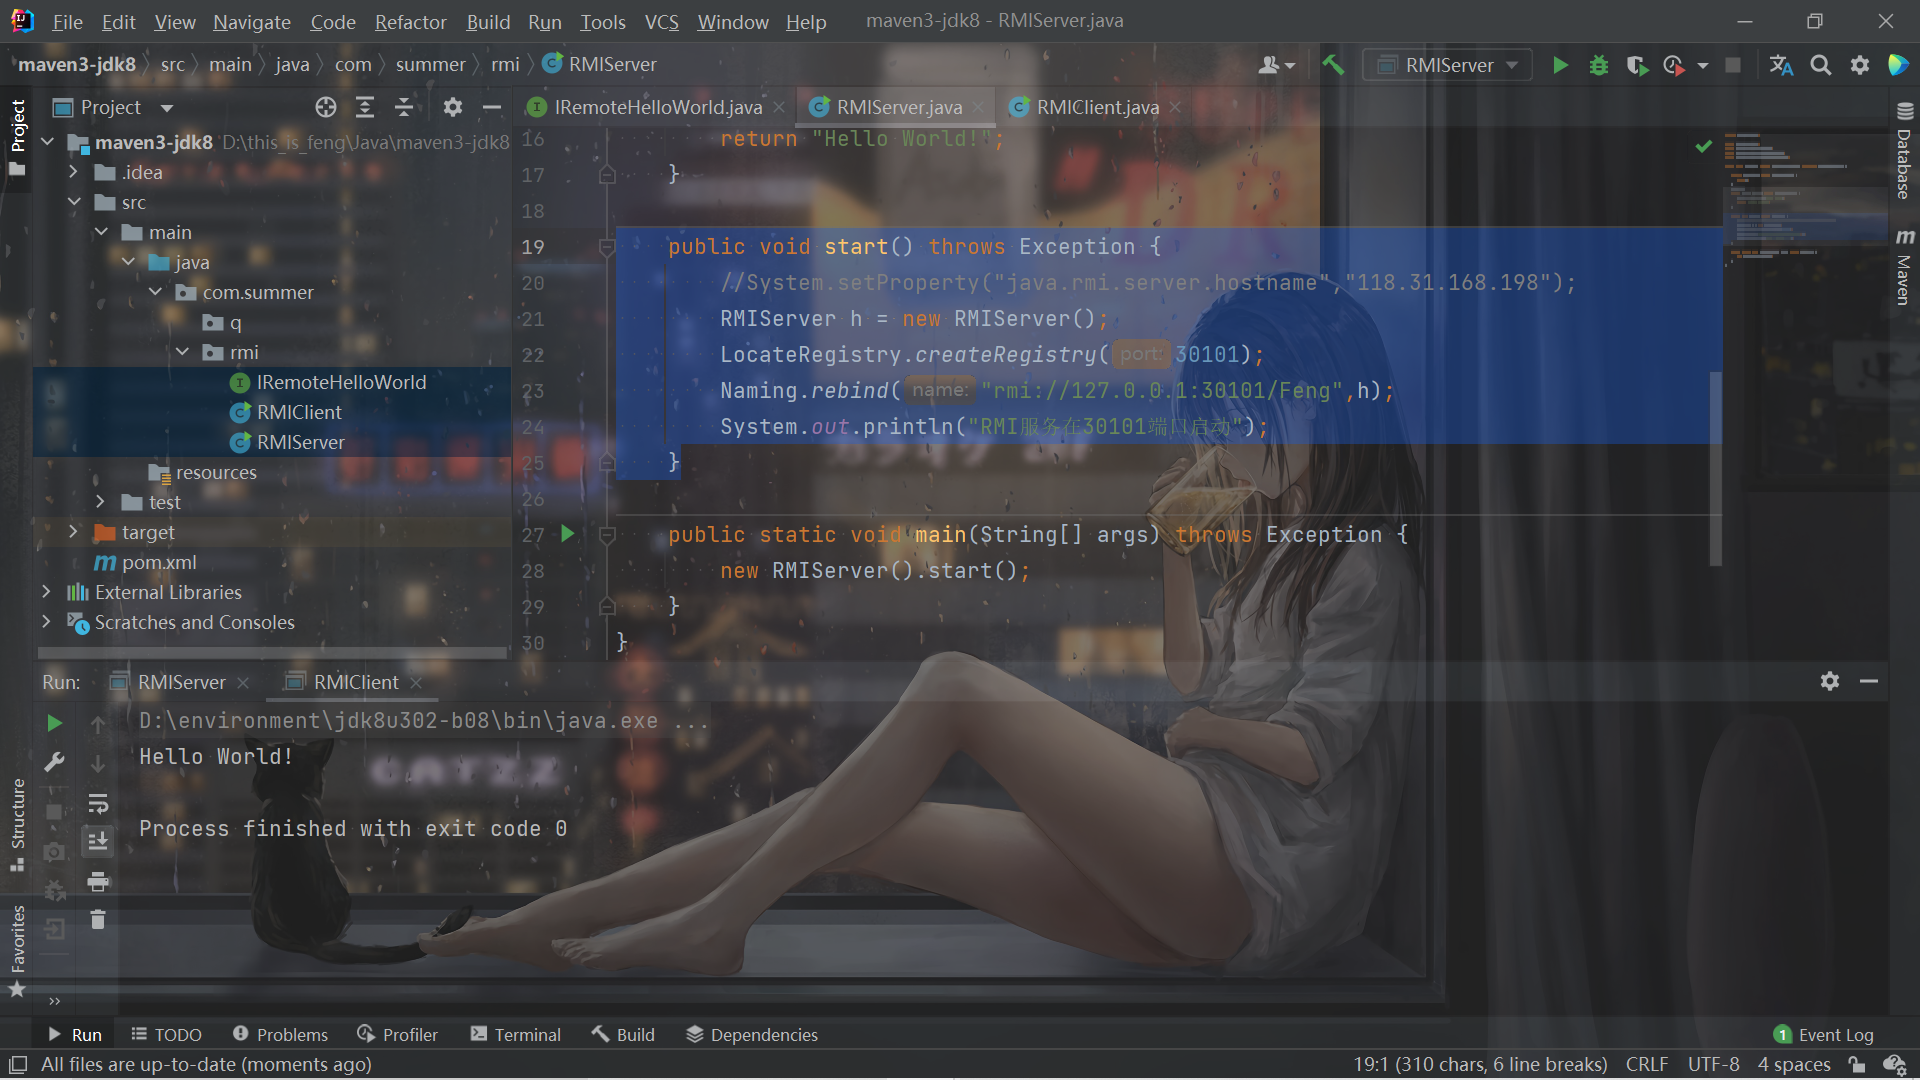 File Edit View Navigate Code Refactor Build Run Tools VCS Window Help maven3-jdk8 - RMIServer.java
maven3-jdk8 src main java com summer rmi RMIServer RMIServer
Project IRemoteHelloWorld.java RMIServer.java RMIClient.java
Project
maven3-jdk8 D:\this_is_feng\Java\maven3-jdk8
.idea
src
main
java
com.summer
q
rmi
IRemoteHelloWorld
RMIClient
RMIServer
resources
test
target
pom.xml
External Libraries
Scratches and Consoles
16 return "Hello World!";
17 }
18
19 public void start() throws Exception {
20 //System.setProperty("java.rmi.server.hostname","118.31.168.198");
21 RMIServer h = new RMIServer();
22 LocateRegistry.createRegistry( port: 30101);
23 Naming.rebind( name: "rmi://127.0.0.1:30101/Feng",h);
24 System.out.println("RMI服务在30101端口启动");
25 }
26
27 public static void main(String[] args) throws Exception {
28 new RMIServer().start();
29 }
30 }
Database
Maven
Run: RMIServer RMIClient
D:\environment\jdk8u302-b08\bin\java.exe ...
Hello World!
Process finished with exit code 0
Structure
Favorites
Run TODO Problems Profiler Terminal Build Dependencies 1 Event Log
All files are up-to-date (moments ago) 19:1 (310 chars, 6 line breaks) CRLF UTF-8 4 spaces